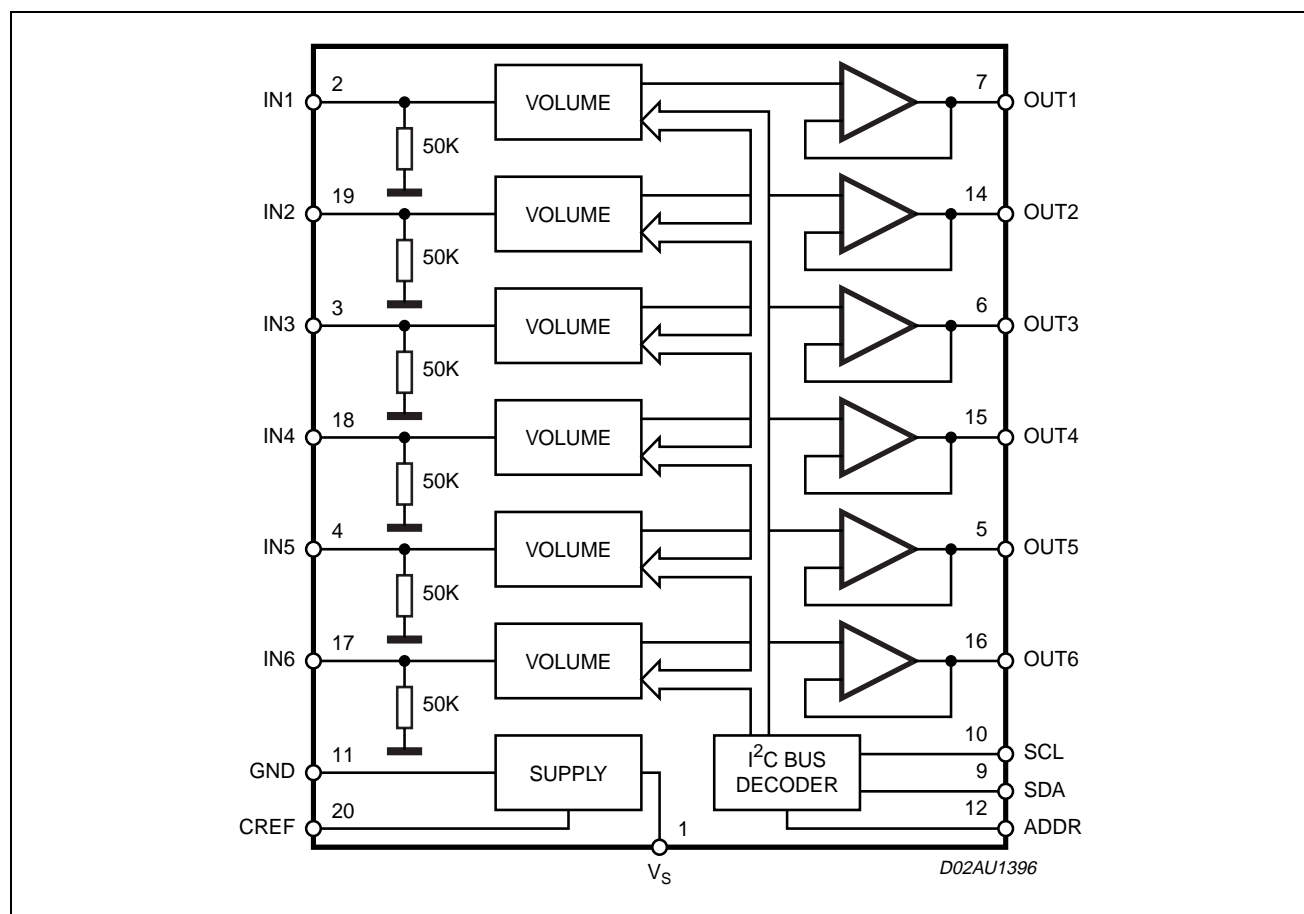 IN1 2 VOLUME 7 OUT1
50K
IN2 19 VOLUME 14 OUT2
50K
IN3 3 VOLUME 6 OUT3
50K
IN4 18 VOLUME 15 OUT4
50K
IN5 4 VOLUME 5 OUT5
50K
IN6 17 VOLUME 16 OUT6
50K
GND 11 SUPPLY I²C BUS DECODER 10 SCL
9 SDA
CREF 20 12 ADDR
1
VS
D02AU1396